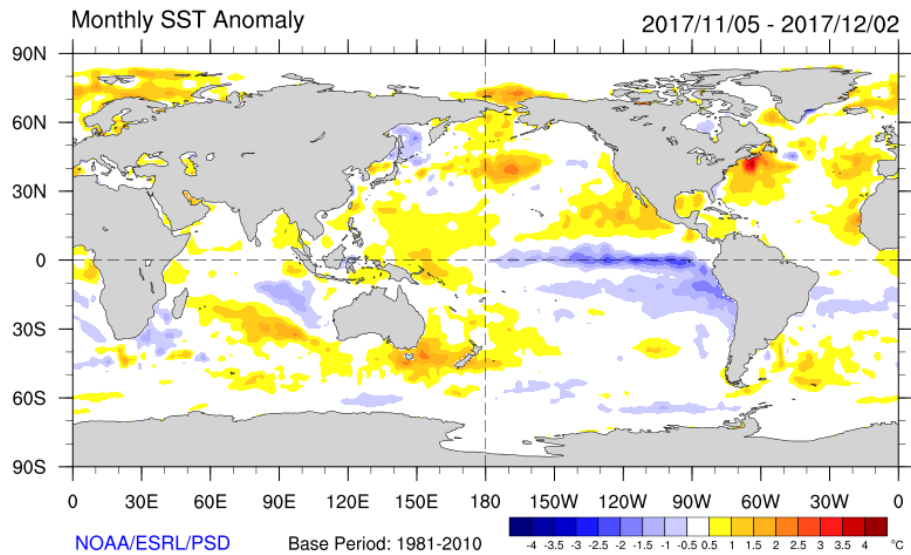 Monthly SST Anomaly 2017/11/05 - 2017/12/02
90N
60N
30N
0
30S
60S
90S
0 30E 60E 90E 120E 150E 180 150W 120W 90W 60W 30W 0
-4 -3.5 -3 -2.5 -2 -1.5 -1 -0.5 0.5 1 1.5 2 2.5 3 3.5 4 °C
NOAA/ESRL/PSD Base Period: 1981-2010